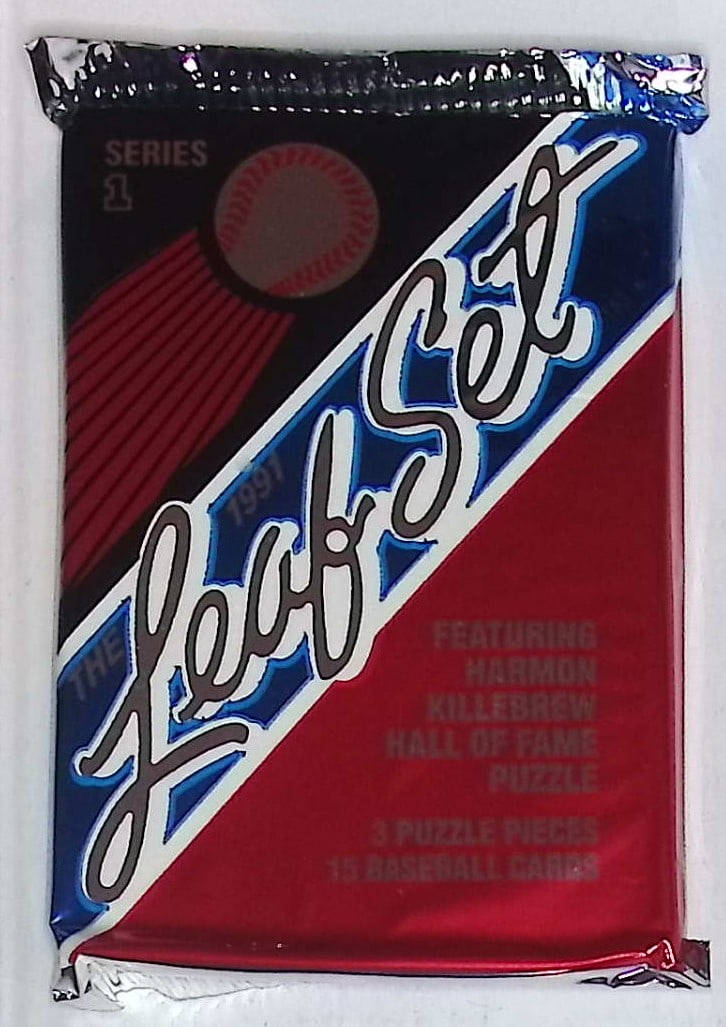 SERIES
1
THE
1991
Leaf Set
FEATURING
HARMON
KILLEBREW
HALL OF FAME
PUZZLE
3 PUZZLE PIECES
15 BASEBALL CARDS